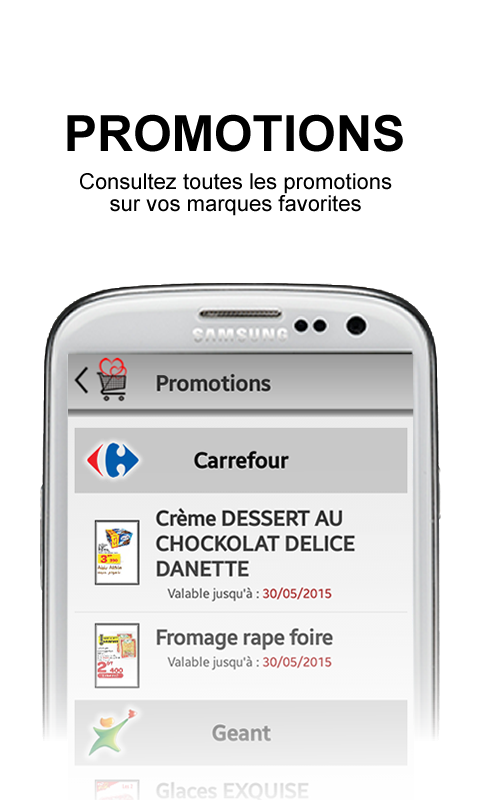 PROMOTIONS
Consultez toutes les promotions
sur vos marques favorites
SAMSUNG
Promotions
Carrefour
Crème DESSERT AU
CHOCKOLAT DELICE
DANETTE
Valable jusqu'à : 30/05/2015
Fromage rape foire
Valable jusqu'à : 30/05/2015
Geant
Glaces EXQUISE